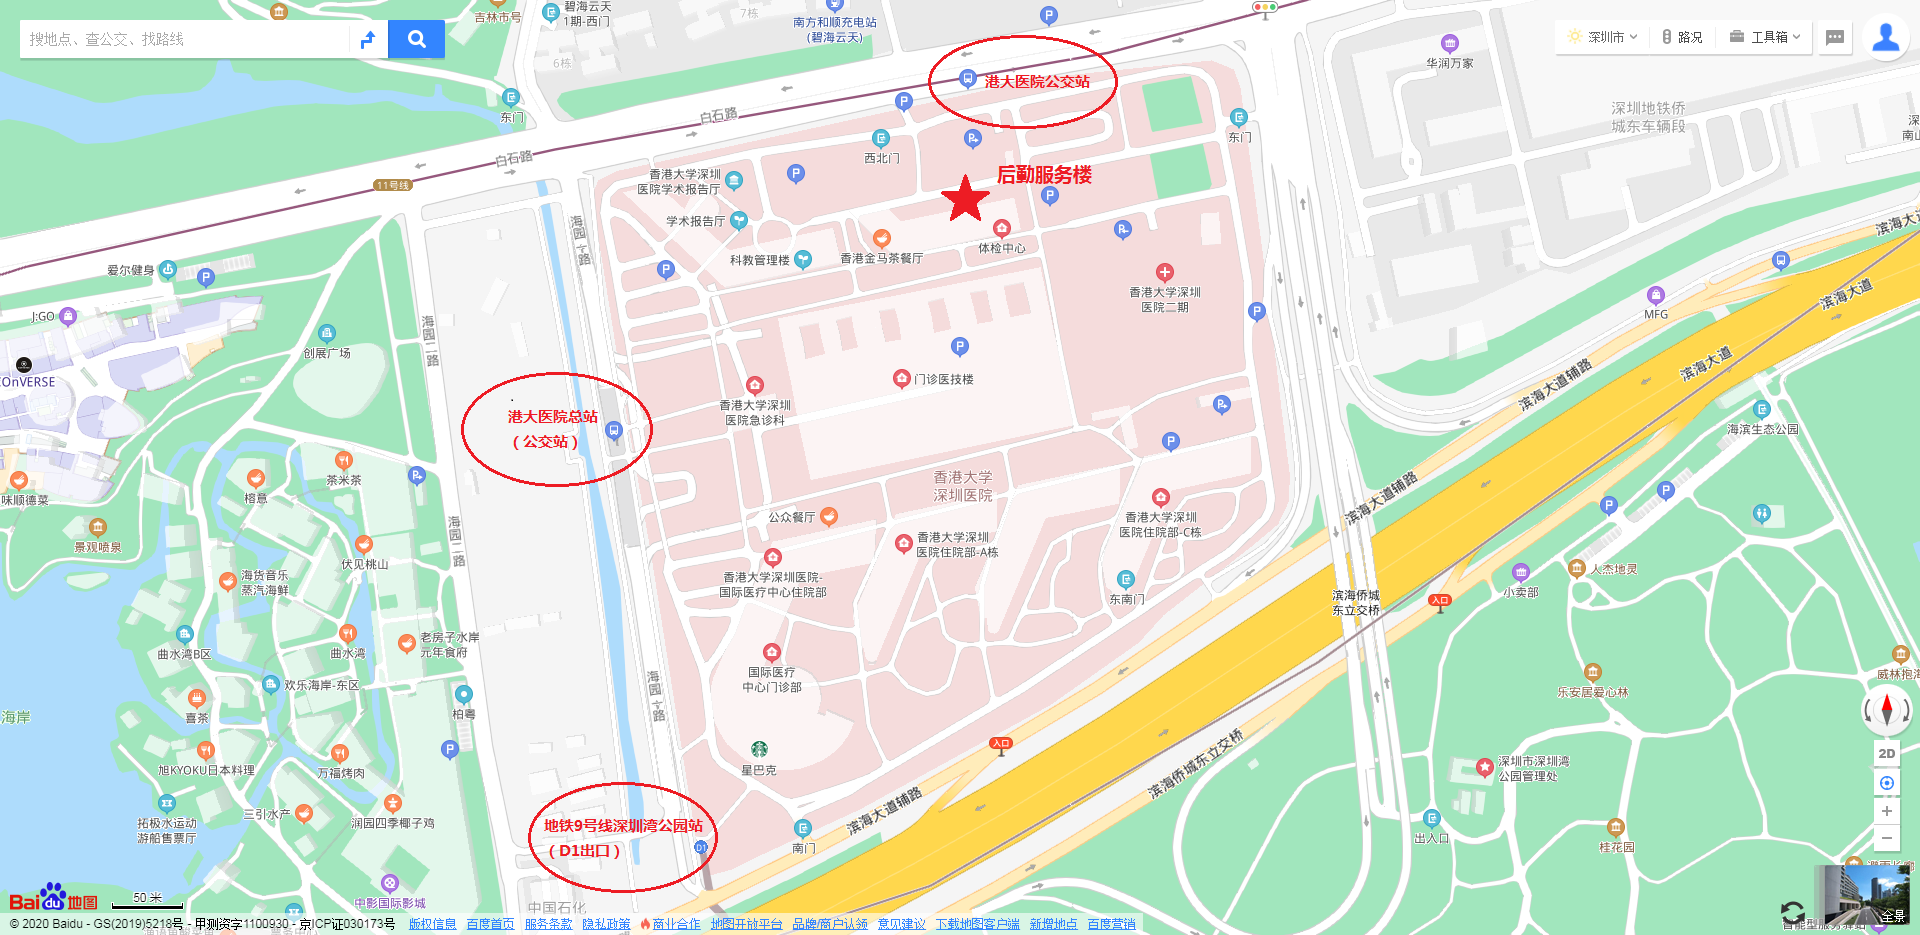 搜地点、查公交、找路线
吉林市号
碧海云天
1期-西门
7栋
6栋
南方和顺充电站
(碧海云天)
深圳市
路况
工具箱
华润万家
深圳地铁侨
城东车辆段
港大医院公交站
东门
白石路
白石路
11号线
西北门
东门
后勤服务楼
香港大学深圳
医院学术报告厅
学术报告厅
科教管理楼
香港金马茶餐厅
体检中心
香港大学深圳
医院二期
海园一路
爱尔健身
J:GO
创展广场
海园二路
滨海大道
滨海大道
MFG
滨海大道
滨海大道辅路
门诊医技楼
香港大学深圳
医院急诊科
港大医院总站
（公交站）
海滨生态公园
香港大学
深圳医院
滨海大道辅路
茶米茶
榕意
味顺德菜
景观喷泉
海园二路
公众餐厅
香港大学深圳
医院住院部-A栋
香港大学深圳
医院住院部-C栋
伏见桃山
海货音乐
蒸汽海鲜
香港大学深圳医院-
国际医疗中心住院部
东南门
入口
滨海侨城
东立交桥
小卖部
人杰地灵
曲水湾B区
曲水湾
老房子水岸
元年食府
国际医疗
中心门诊部
海园一路
欢乐海岸-东区
喜茶
柏粤
海岸
乐安居爱心林
威林抱海
入口
滨海侨城东立交桥
星巴克
旭KYOKU日本料理
万福烤肉
深圳市深圳湾
公园管理处
2D
拓极水运动
游船售票厅
三引水产
润园四季椰子鸡
地铁9号线深圳湾公园站
（D1出口）
D1
南门
滨海大道辅路
出入口
桂花园
中影国际影城
中国石化
Baidu地图
50 米
全景
© 2020 Baidu - GS(2019)5218号 - 甲测资字1100930 - 京ICP证030173号 - 版权信息 百度首页 服务条款 隐私政策 商业合作 地图开放平台 品牌/商户认领 意见建议 下载地图客户端 新增地点 百度营销